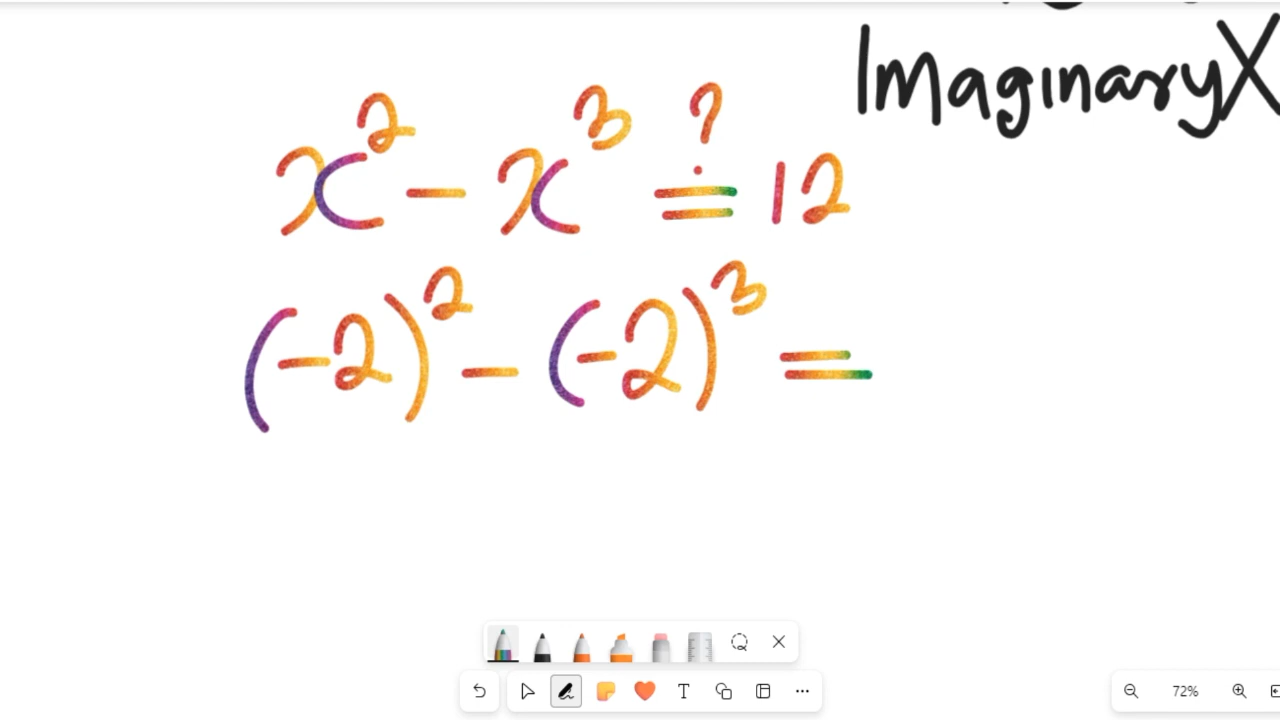 ImaginaryX
x² - x³ ≟ 12
(-2)² - (-2)³ =
T
72%